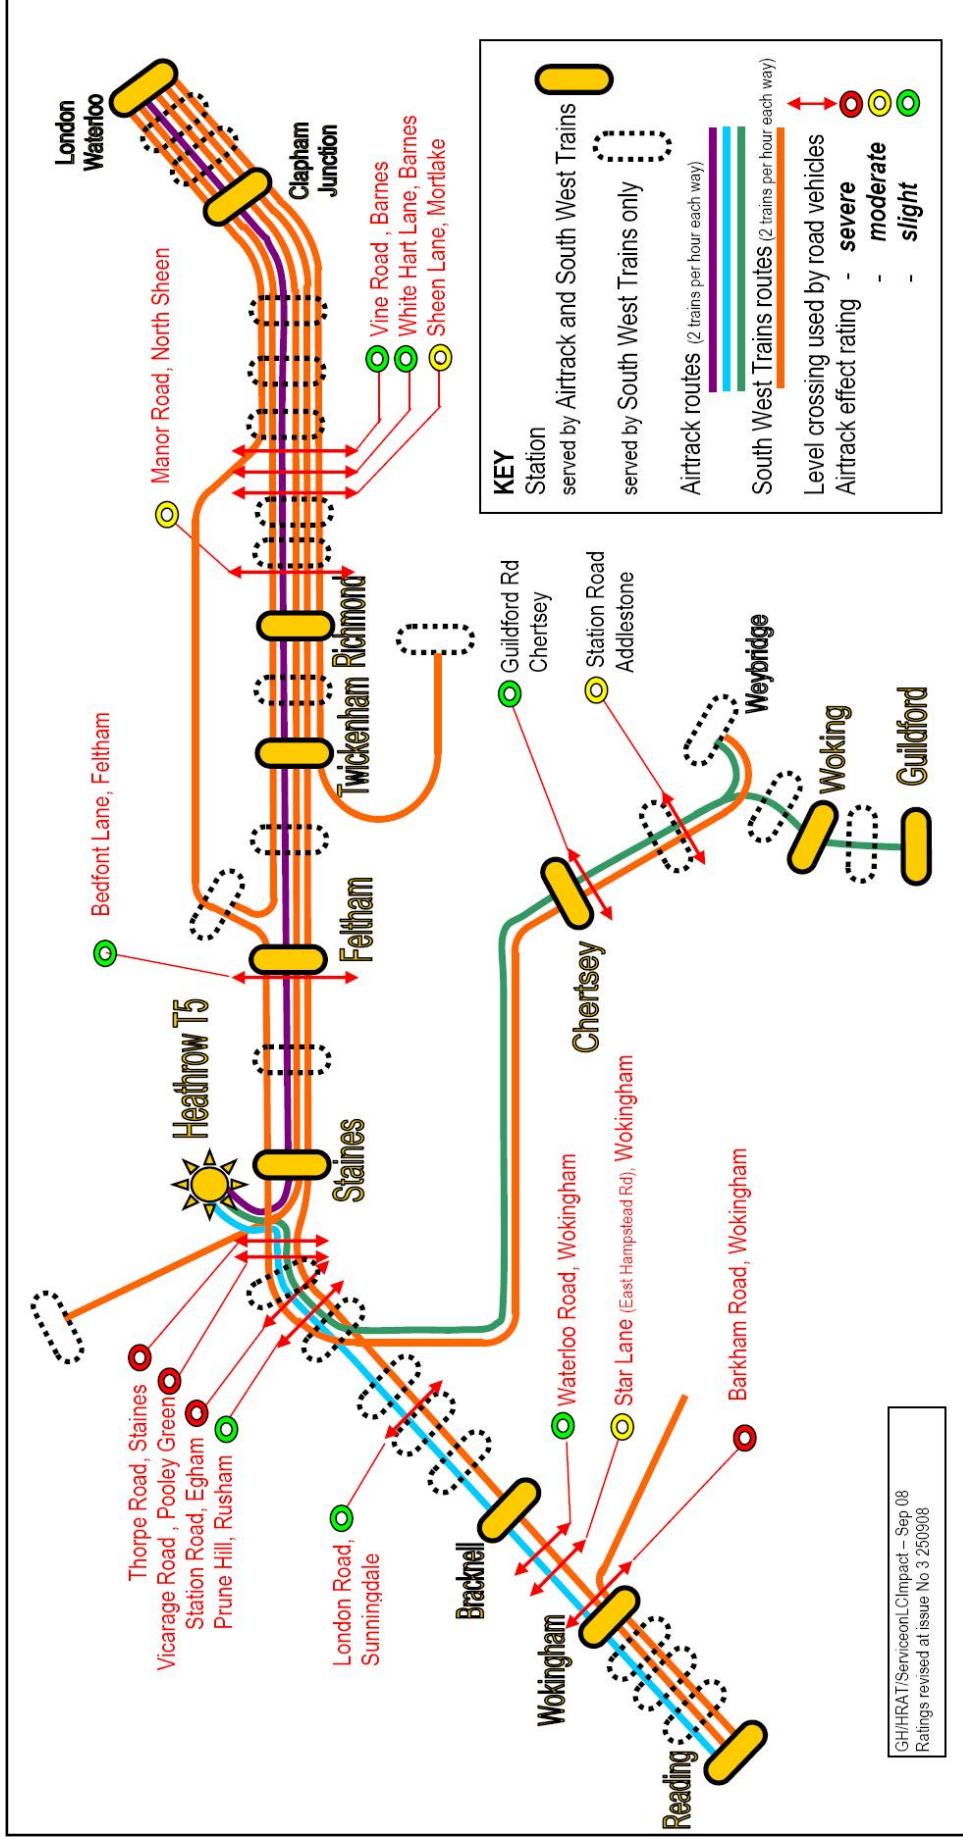 London
Waterloo
Clapham
Junction
Manor Road, North Sheen
Vine Road , Barnes
White Hart Lane, Barnes
Sheen Lane, Mortlake
Richmond
Twickenham
Bedfont Lane, Feltham
Feltham
Heathrow T5
Staines
Thorpe Road, Staines
Vicarage Road , Pooley Green
Station Road, Egham
Prune Hill, Rusham
London Road,
Sunningdale
Bracknell
Wokingham
Reading
Waterloo Road, Wokingham
Star Lane (East Hampstead Rd), Wokingham
Barkham Road, Wokingham
Chertsey
Guildford Rd
Chertsey
Station Road
Addlestone
Weybridge
Woking
Guildford
KEY
Station
served by Airtrack and South West Trains
served by South West Trains only
Airtrack routes (2 trains per hour each way)
South West Trains routes (2 trains per hour each way)
Level crossing used by road vehicles
Airtrack effect rating - severe
- moderate
- slight
GH/HRAT/ServiceonLCImpact – Sep 08
Ratings revised at issue No 3 250908